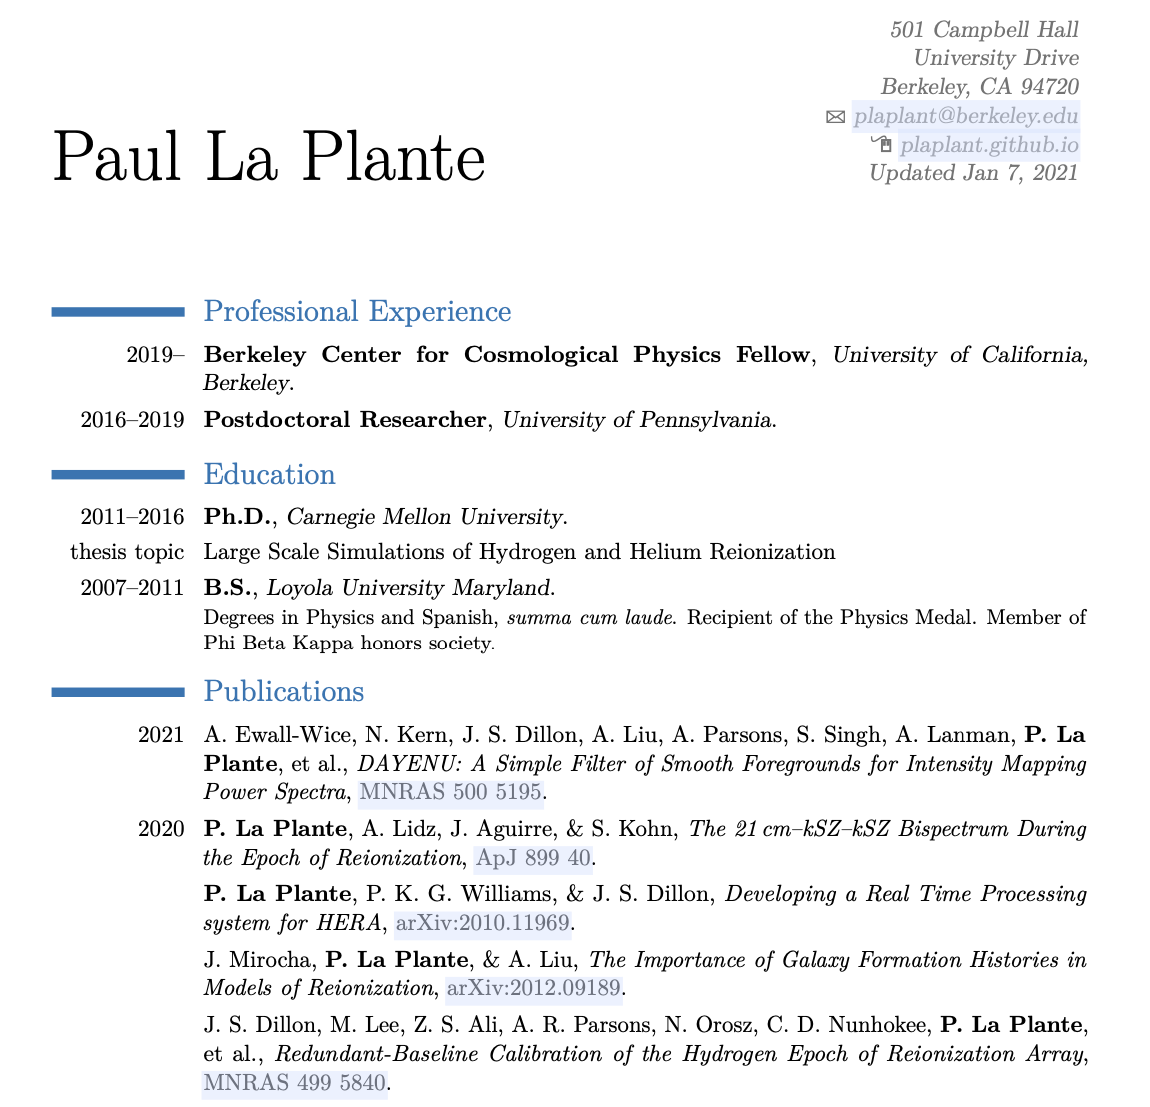 501 Campbell Hall
University Drive
Berkeley, CA 94720
✉ plaplant@berkeley.edu
plaplant.github.io
Updated Jan 7, 2021
Paul La Plante
Professional Experience
2019– Berkeley Center for Cosmological Physics Fellow, University of California,
Berkeley.
2016–2019 Postdoctoral Researcher, University of Pennsylvania.
Education
2011–2016 Ph.D., Carnegie Mellon University.
thesis topic Large Scale Simulations of Hydrogen and Helium Reionization
2007–2011 B.S., Loyola University Maryland.
Degrees in Physics and Spanish, summa cum laude. Recipient of the Physics Medal. Member of
Phi Beta Kappa honors society.
Publications
2021 A. Ewall-Wice, N. Kern, J. S. Dillon, A. Liu, A. Parsons, S. Singh, A. Lanman, P. La
Plante, et al., DAYENU: A Simple Filter of Smooth Foregrounds for Intensity Mapping
Power Spectra, MNRAS 500 5195.
2020 P. La Plante, A. Lidz, J. Aguirre, & S. Kohn, The 21 cm–kSZ–kSZ Bispectrum During
the Epoch of Reionization, ApJ 899 40.
P. La Plante, P. K. G. Williams, & J. S. Dillon, Developing a Real Time Processing
system for HERA, arXiv:2010.11969.
J. Mirocha, P. La Plante, & A. Liu, The Importance of Galaxy Formation Histories in
Models of Reionization, arXiv:2012.09189.
J. S. Dillon, M. Lee, Z. S. Ali, A. R. Parsons, N. Orosz, C. D. Nunhokee, P. La Plante,
et al., Redundant-Baseline Calibration of the Hydrogen Epoch of Reionization Array,
MNRAS 499 5840.